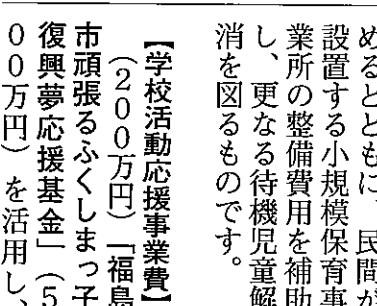 めるとともに、民間が
設置する小規模保育事
業所の整備費用を補助
し、更なる待機児童解
消を図るものです。
【学校活動応援事業費】
(200万円)「福島
市頑張るふくしまっ子
復興夢応援基金」(5
00万円)を活用し、